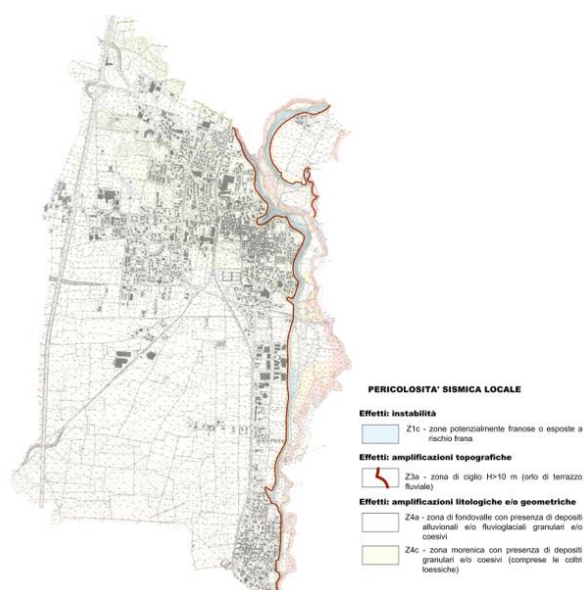 PERICOLOSITA' SISMICA LOCALE
Effetti: instabilità
Z1c - zone potenzialmente franose o esposte a
rischio frana
Effetti: amplificazioni topografiche
Z3a - zona di ciglio H>10 m (orlo di terrazzo
fluviale)
Effetti: amplificazioni litologiche e/o geometriche
Z4a - zona di fondovalle con presenza di depositi
alluvionali e/o fluvioglaciali granulari e/o
coesivi
Z4c - zona morenica con presenza di depositi
granulari e/o coesivi (comprese le coltri
loessiche)